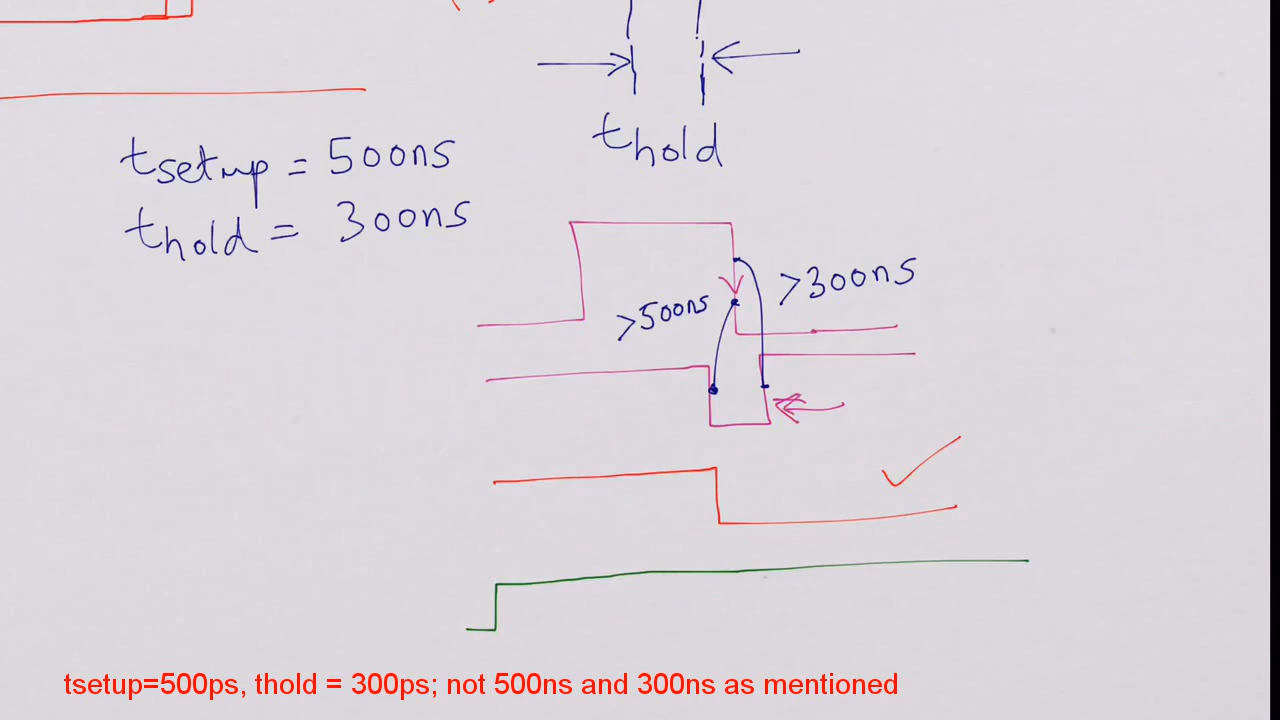 thold
tsetup = 500ns
thold = 300ns
>300ns
>500ns
tsetup=500ps, thold = 300ps; not 500ns and 300ns as mentioned